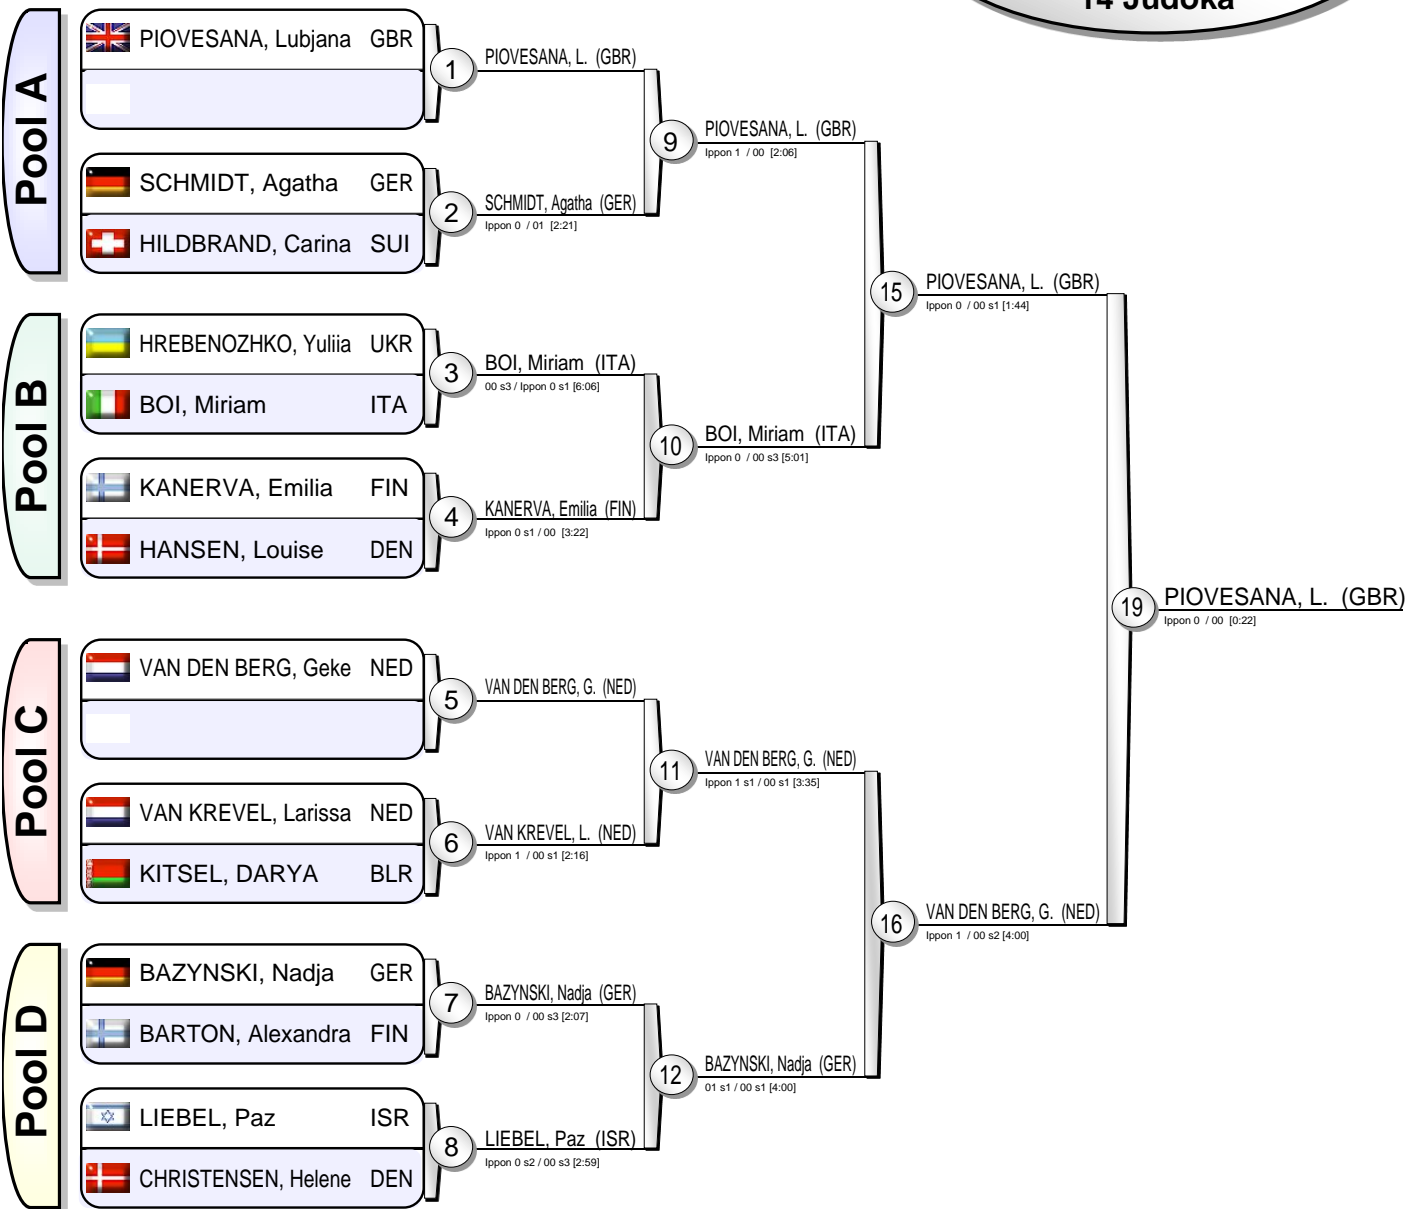 14 Judoka
Pool A
PIOVESANA, Lubjana GBR
SCHMIDT, Agatha GER
HILDBRAND, Carina SUI
Pool B
HREBENOZHKO, Yuliia UKR
BOI, Miriam ITA
KANERVA, Emilia FIN
HANSEN, Louise DEN
Pool C
VAN DEN BERG, Geke NED
VAN KREVEL, Larissa NED
KITSEL, DARYA BLR
Pool D
BAZYNSKI, Nadja GER
BARTON, Alexandra FIN
LIEBEL, Paz ISR
CHRISTENSEN, Helene DEN
1
PIOVESANA, L. (GBR)
2
SCHMIDT, Agatha (GER)
Ippon 0 / 01 [2:21]
3
BOI, Miriam (ITA)
00 s3 / Ippon 0 s1 [6:06]
4
KANERVA, Emilia (FIN)
Ippon 0 s1 / 00 [3:22]
5
VAN DEN BERG, G. (NED)
6
VAN KREVEL, L. (NED)
Ippon 1 / 00 s1 [2:16]
7
BAZYNSKI, Nadja (GER)
Ippon 0 / 00 s3 [2:07]
8
LIEBEL, Paz (ISR)
Ippon 0 s2 / 00 s3 [2:59]
9
PIOVESANA, L. (GBR)
Ippon 1 / 00 [2:06]
10
BOI, Miriam (ITA)
Ippon 0 / 00 s3 [5:01]
11
VAN DEN BERG, G. (NED)
Ippon 1 s1 / 00 s1 [3:35]
12
BAZYNSKI, Nadja (GER)
01 s1 / 00 s1 [4:00]
15
PIOVESANA, L. (GBR)
Ippon 0 / 00 s1 [1:44]
16
VAN DEN BERG, G. (NED)
Ippon 1 / 00 s2 [4:00]
19
PIOVESANA, L. (GBR)
Ippon 0 / 00 [0:22]